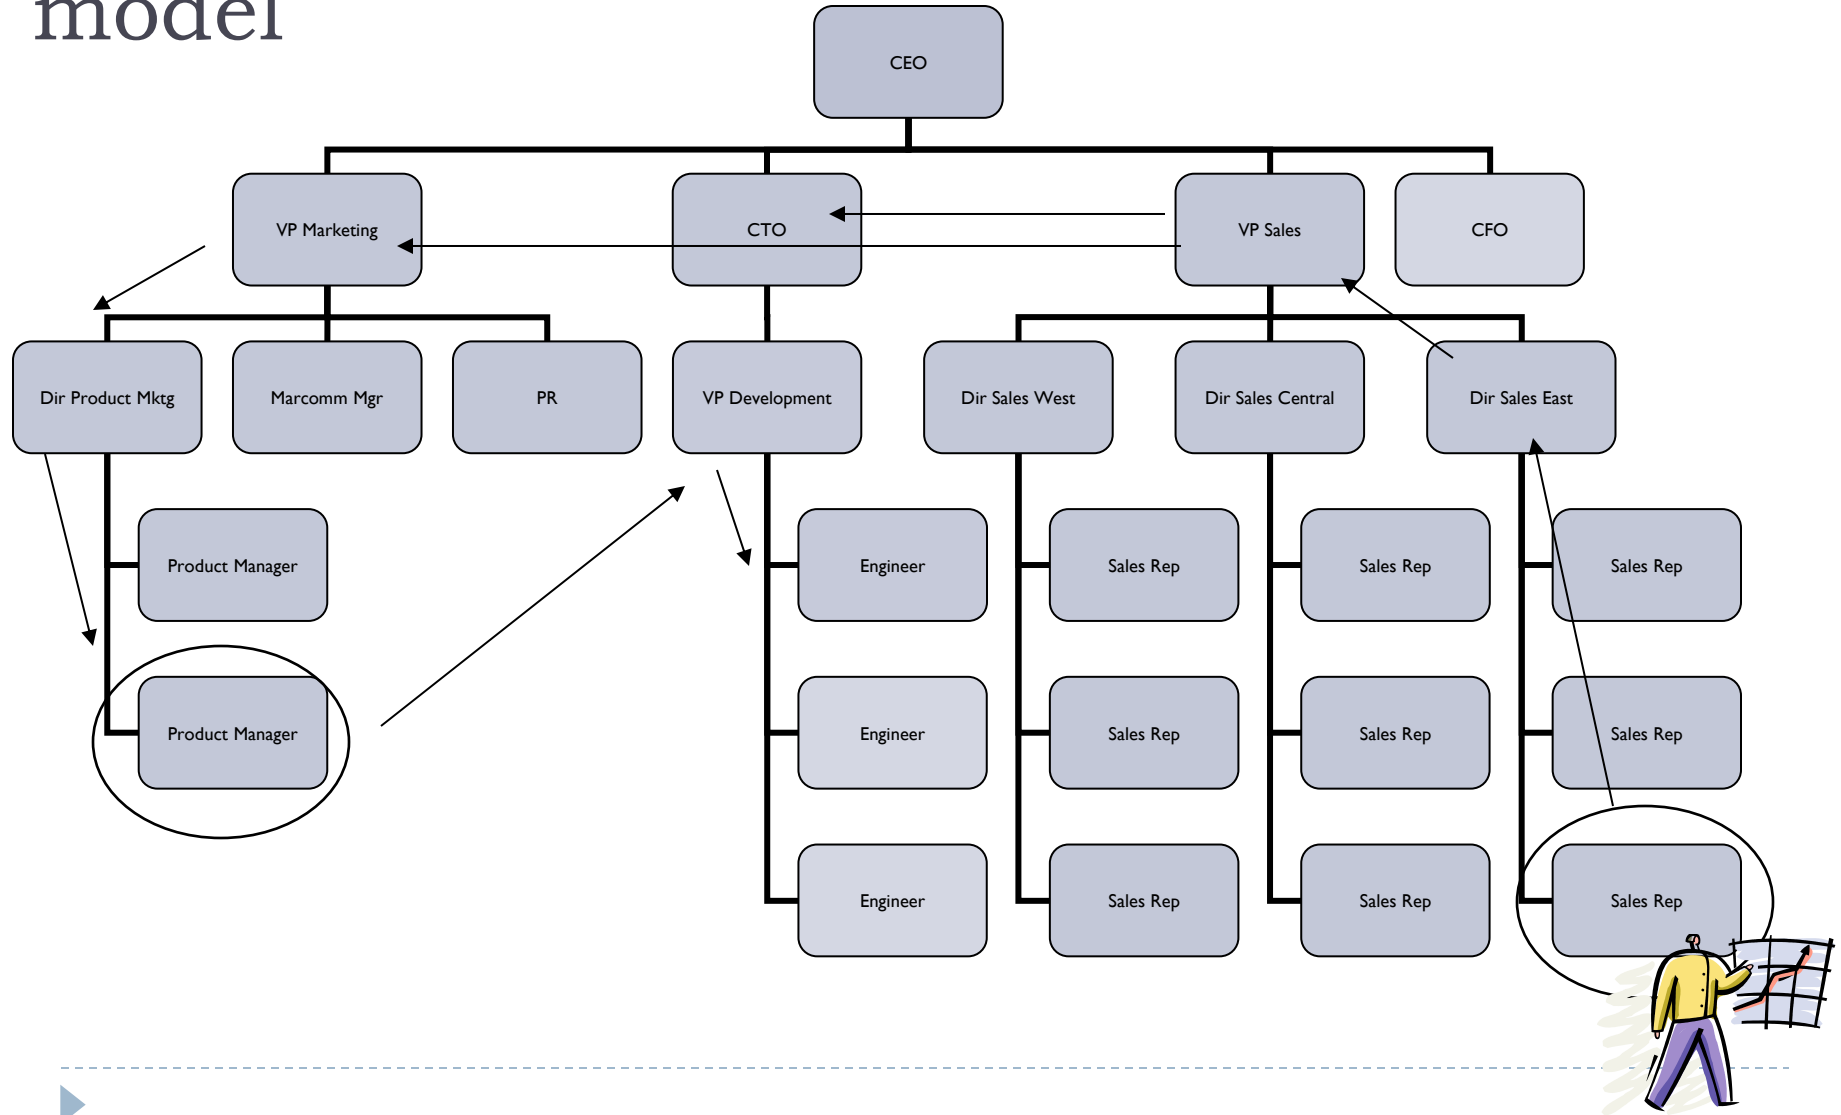 model
CEO
VP Marketing
CTO
VP Sales
CFO
Dir Product Mktg
Marcomm Mgr
PR
VP Development
Dir Sales West
Dir Sales Central
Dir Sales East
Product Manager
Engineer
Sales Rep
Sales Rep
Sales Rep
Product Manager
Engineer
Sales Rep
Sales Rep
Sales Rep
Engineer
Sales Rep
Sales Rep
Sales Rep